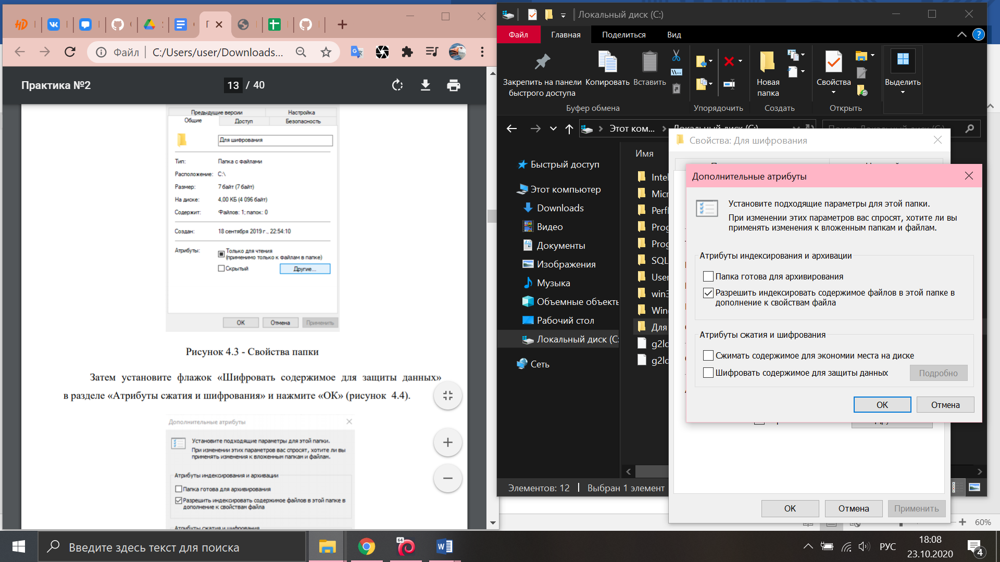 Файл
C:/Users/user/Downloads...
Практика №2
13 / 40
Предыдущие версии
Настройка
Общие
Доступ
Безопасность
Для шифрования
Тип:
Папка с файлами
Расположение:
C:\
Размер:
7 байт (7 байт)
На диске:
4,00 КБ (4 096 байт)
Содержит:
Файлов: 1; папок: 0
Создан:
18 сентября 2019 г., 22:54:10
Атрибуты:
Только для чтения
(применимо только к файлам в папке)
Скрытый
Другие...
ОК
Отмена
Применить
Рисунок 4.3 - Свойства папки
Затем установите флажок «Шифровать содержимое для защиты данных»
в разделе «Атрибуты сжатия и шифрования» и нажмите «ОК» (рисунок 4.4).
Дополнительные атрибуты
Установите подходящие параметры для этой папки.
При изменении этих параметров вас спросят, хотите ли вы
применять изменения к вложенным папкам и файлам.
Атрибуты индексирования и архивации
Папка готова для архивирования
Разрешить индексировать содержимое файлов в этой папке в
дополнение к свойствам файла
Атрибуты сжатия и шифрования
Локальный диск (C:)
Файл
Главная
Поделиться
Вид
Закрепить на панели
быстрого доступа
Копировать
Вставить
Новая
папка
Свойства
Выделить
Буфер обмена
Упорядочить
Создать
Открыть
Этот ком...
Локальный диск (C:)
Поиск: Локальный диск (C:)
Имя
Быстрый доступ
Этот компьютер
Downloads
Видео
Документы
Изображения
Музыка
Объемные объекты
Рабочий стол
Локальный диск (C:
Сеть
Intel
Micr
Perfl
Prog
Prog
SQL
User
win3
Win
Для
g2ld
g2ld
Элементов: 12
Выбран 1 элемент
Свойства: Для шифрования
Дополнительные атрибуты
Установите подходящие параметры для этой папки.
При изменении этих параметров вас спросят, хотите ли вы
применять изменения к вложенным папкам и файлам.
Атрибуты индексирования и архивации
Папка готова для архивирования
Разрешить индексировать содержимое файлов в этой папке в
дополнение к свойствам файла
Атрибуты сжатия и шифрования
Сжимать содержимое для экономии места на диске
Шифровать содержимое для защиты данных
Подробно
ОК
Отмена
ОК
Отмена
Применить
60%
Введите здесь текст для поиска
64
РУС
18:08
23.10.2020
4